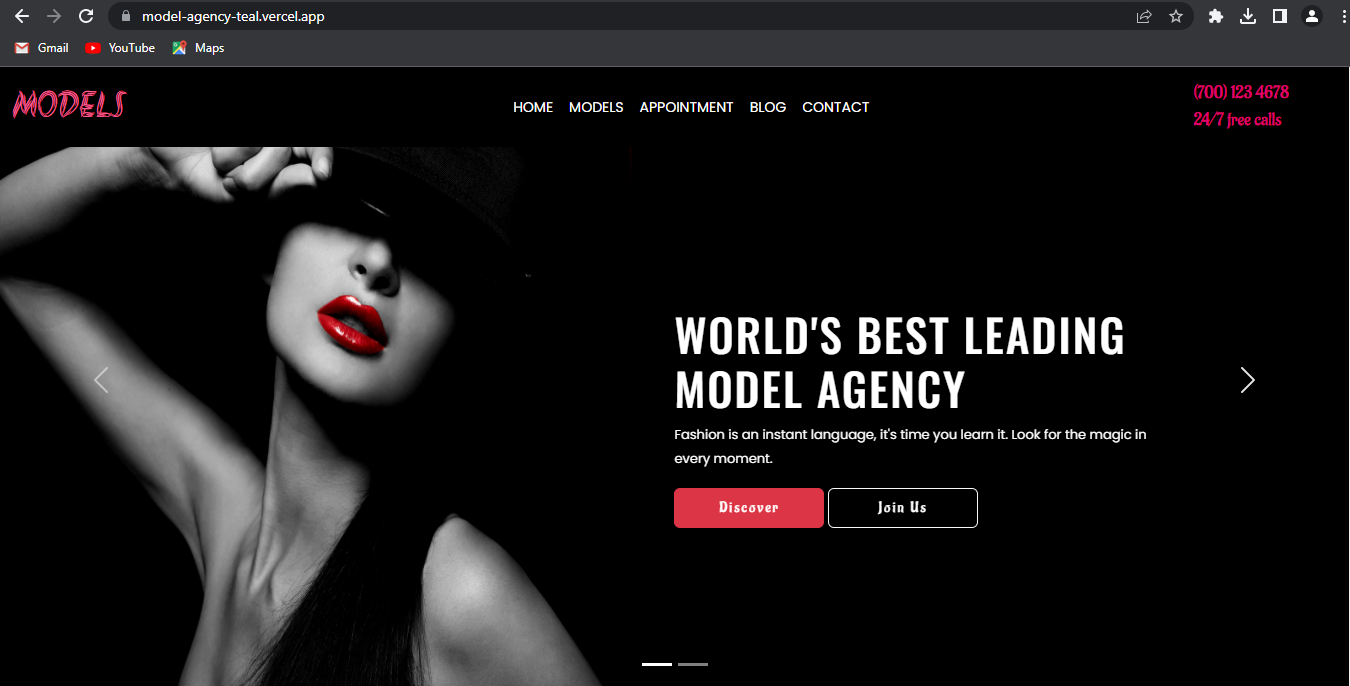 model-agency-teal.vercel.app
Gmail YouTube Maps
MODELS
HOME MODELS APPOINTMENT BLOG CONTACT
(700) 123 4678
24/7 free calls
WORLD'S BEST LEADING
MODEL AGENCY
Fashion is an instant language, it's time you learn it. Look for the magic in
every moment.
Discover Join Us